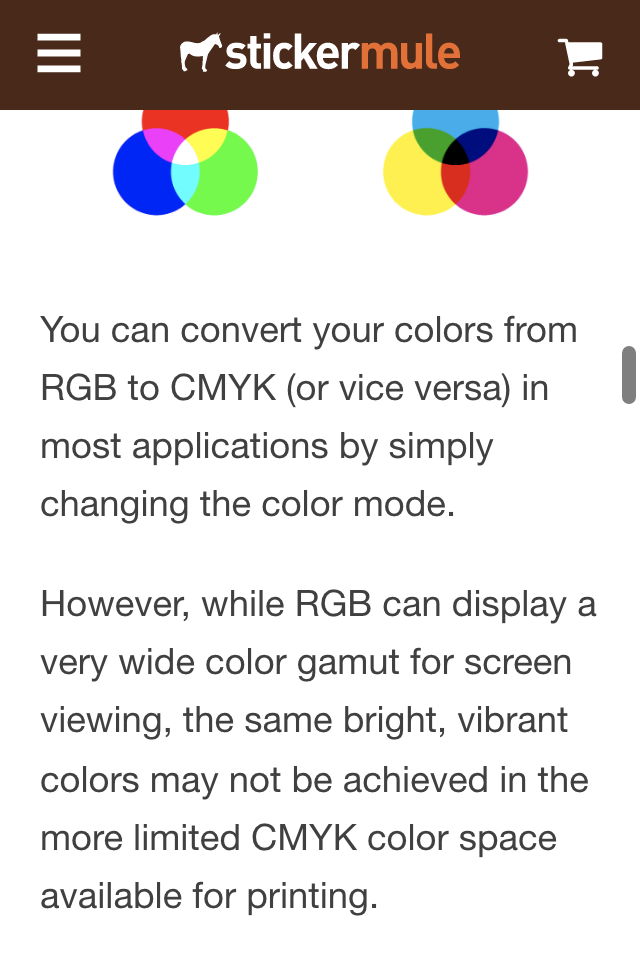 stickermule
You can convert your colors from
RGB to CMYK (or vice versa) in
most applications by simply
changing the color mode.
However, while RGB can display a
very wide color gamut for screen
viewing, the same bright, vibrant
colors may not be achieved in the
more limited CMYK color space
available for printing.